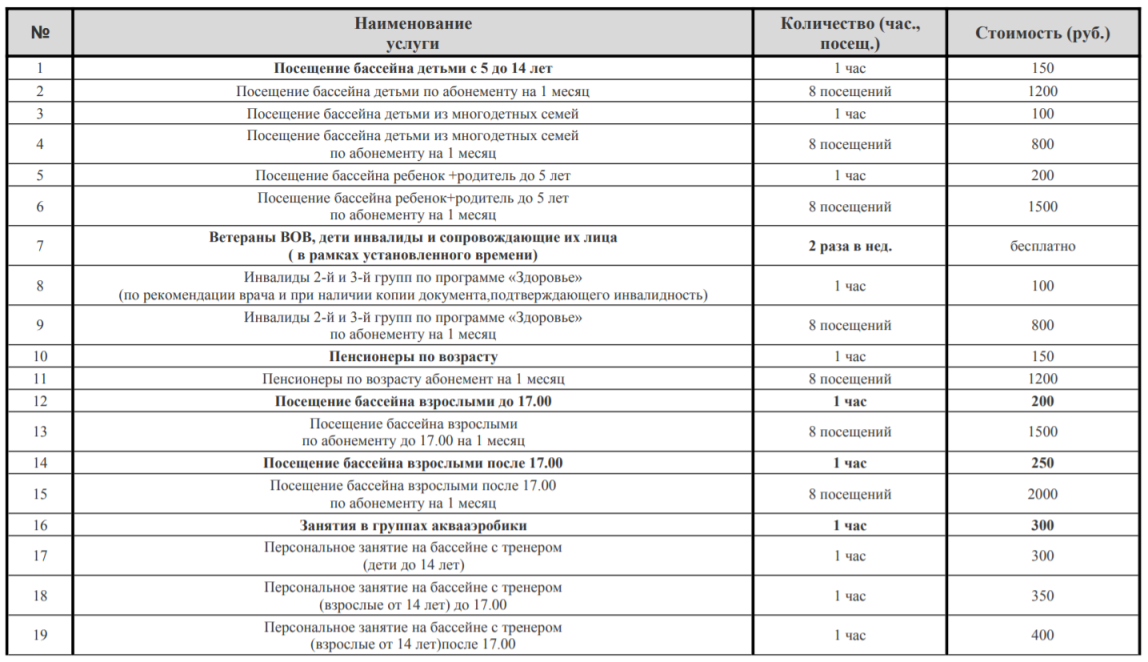 № Наименование услуги Количество (час., посещ.) Стоимость (руб.)
1 Посещение бассейна детьми с 5 до 14 лет 1 час 150
2 Посещение бассейна детьми по абонементу на 1 месяц 8 посещений 1200
3 Посещение бассейна детьми из многодетных семей 1 час 100
4 Посещение бассейна детьми из многодетных семей
по абонементу на 1 месяц 8 посещений 800
5 Посещение бассейна ребенок +родитель до 5 лет 1 час 200
6 Посещение бассейна ребенок+родитель до 5 лет
по абонементу на 1 месяц 8 посещений 1500
7 Ветераны ВОВ, дети инвалиды и сопровождающие их лица
( в рамках установленного времени) 2 раза в нед. бесплатно
8 Инвалиды 2-й и 3-й групп по программе «Здоровье»
(по рекомендации врача и при наличии копии документа,подтверждающего инвалидность) 1 час 100
9 Инвалиды 2-й и 3-й групп по программе «Здоровье»
по абонементу на 1 месяц 8 посещений 800
10 Пенсионеры по возрасту 1 час 150
11 Пенсионеры по возрасту абонемент на 1 месяц 8 посещений 1200
12 Посещение бассейна взрослыми до 17.00 1 час 200
13 Посещение бассейна взрослыми
по абонементу до 17.00 на 1 месяц 8 посещений 1500
14 Посещение бассейна взрослыми после 17.00 1 час 250
15 Посещение бассейна взрослыми после 17.00
по абонементу на 1 месяц 8 посещений 2000
16 Занятия в группах аквааэробики 1 час 300
17 Персональное занятие на бассейне с тренером
(дети до 14 лет) 1 час 300
18 Персональное занятие на бассейне с тренером
(взрослые от 14 лет) до 17.00 1 час 350
19 Персональное занятие на бассейне с тренером
(взрослые от 14 лет)после 17.00 1 час 400